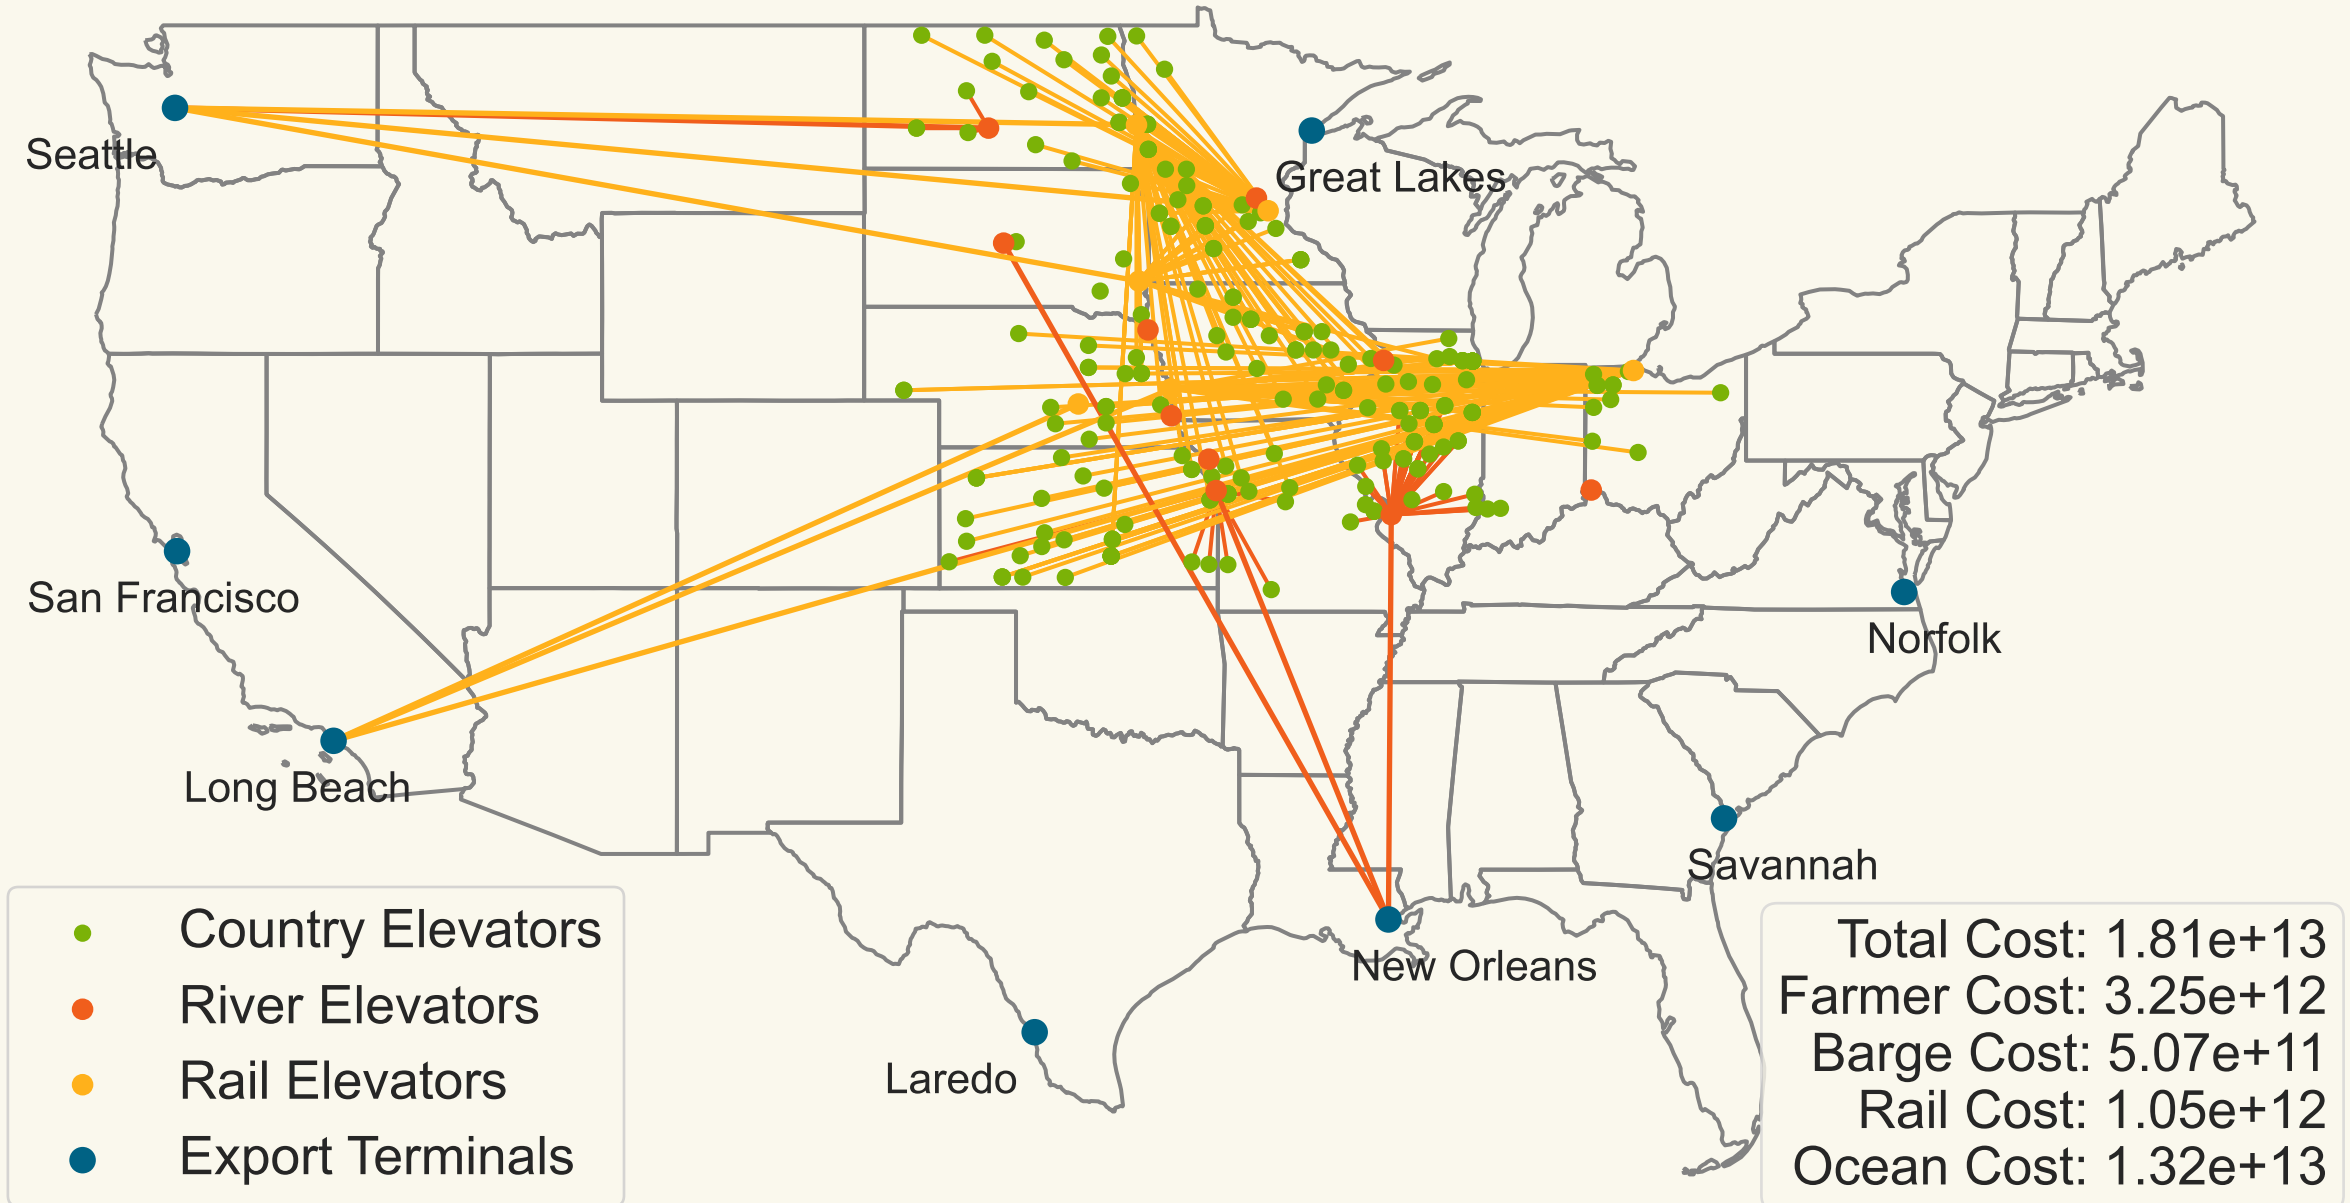 Seattle
Great Lakes
San Francisco
Norfolk
Long Beach
Savannah
New Orleans
Laredo
Country Elevators
River Elevators
Rail Elevators
Export Terminals
Total Cost: 1.81e+13
Farmer Cost: 3.25e+12
Barge Cost: 5.07e+11
Rail Cost: 1.05e+12
Ocean Cost: 1.32e+13